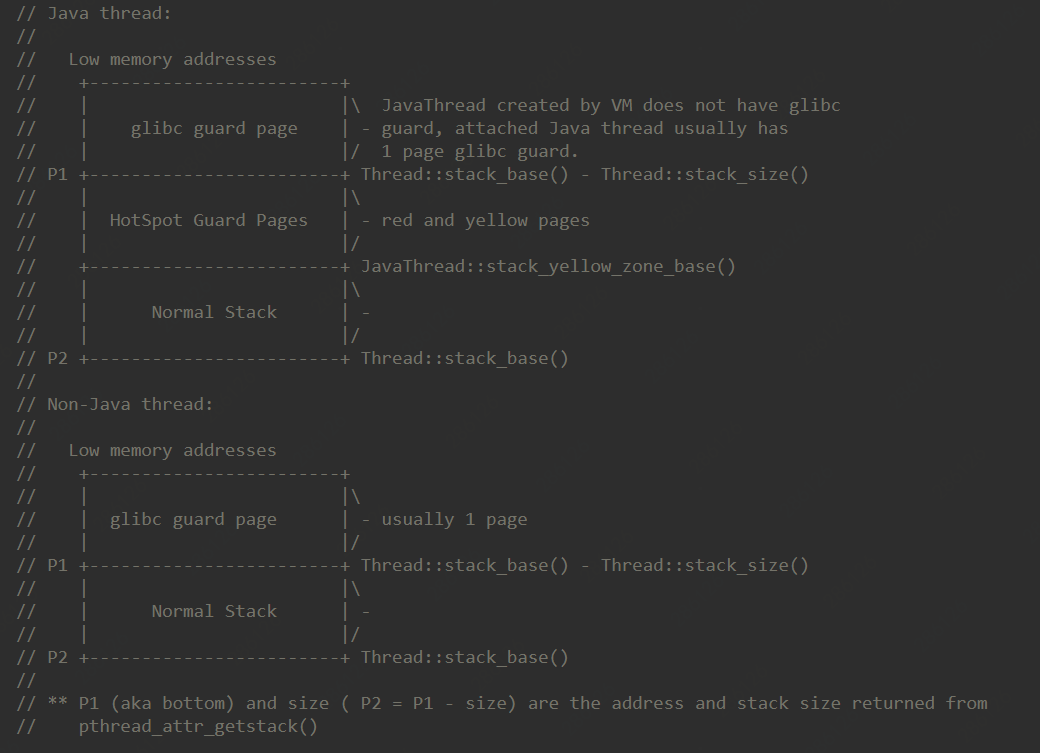 // Java thread:
//
//   Low memory addresses
//    +------------------------+
//    |                        |\  JavaThread created by VM does not have glibc
//    |    glibc guard page    | - guard, attached Java thread usually has
//    |                        |/  1 page glibc guard.
// P1 +------------------------+ Thread::stack_base() - Thread::stack_size()
//    |                        |\
//    |  HotSpot Guard Pages   | - red and yellow pages
//    |                        |/
//    +------------------------+ JavaThread::stack_yellow_zone_base()
//    |                        |\
//    |      Normal Stack      | -
//    |                        |/
// P2 +------------------------+ Thread::stack_base()
//
// Non-Java thread:
//
//   Low memory addresses
//    +------------------------+
//    |                        |\
//    |  glibc guard page      | - usually 1 page
//    |                        |/
// P1 +------------------------+ Thread::stack_base() - Thread::stack_size()
//    |                        |\
//    |      Normal Stack      | -
//    |                        |/
// P2 +------------------------+ Thread::stack_base()
//
// ** P1 (aka bottom) and size ( P2 = P1 - size) are the address and stack size returned from
//    pthread_attr_getstack()